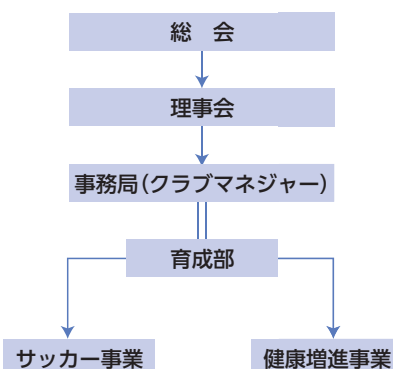 総　会
理事会
事務局(クラブマネジャー)
育成部
サッカー事業
健康増進事業